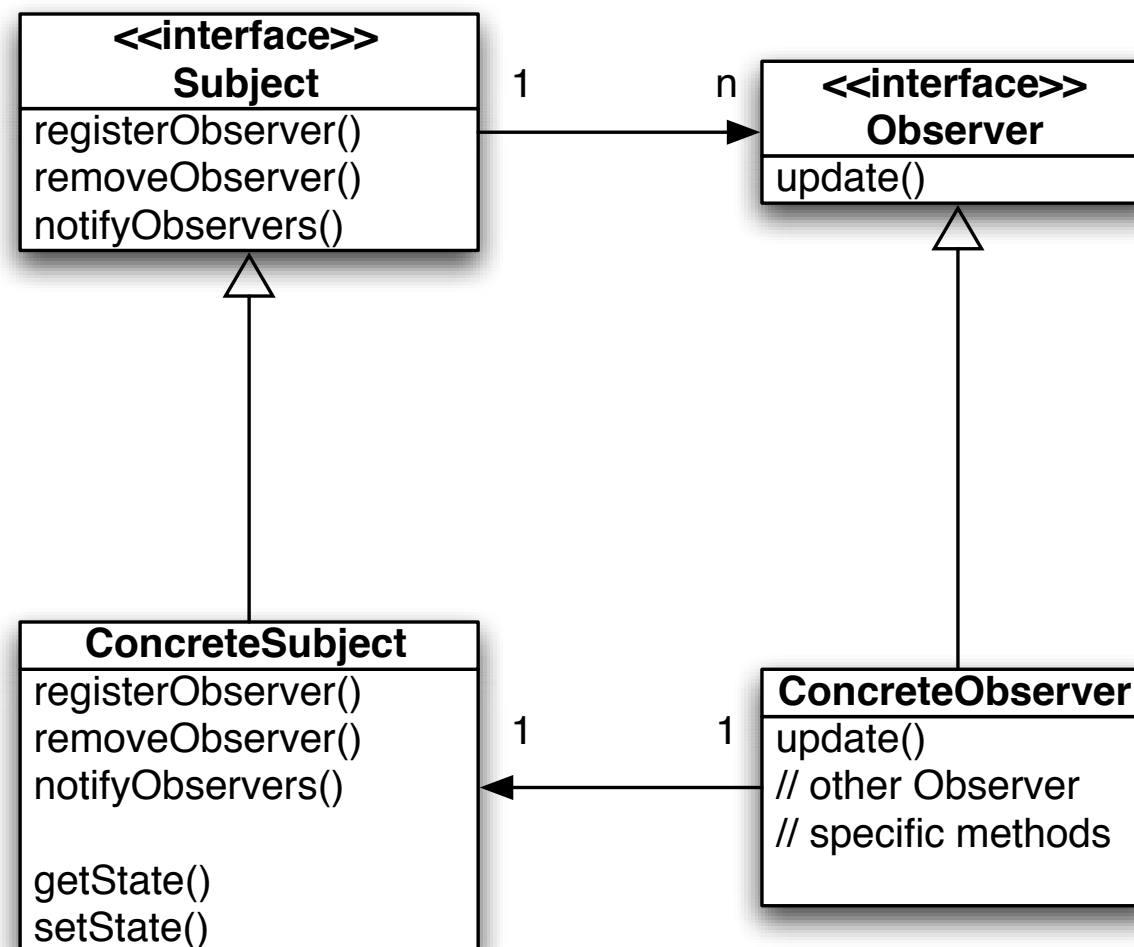 <<interface>>
Subject
registerObserver()
removeObserver()
notifyObservers()
1
n
<<interface>>
Observer
update()
ConcreteSubject
registerObserver()
removeObserver()
notifyObservers()
getState()
setState()
1
1
ConcreteObserver
update()
// other Observer
// specific methods